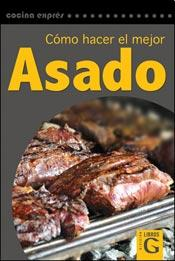 cocina exprés
Cómo hacer el mejor
Asado
LIBROS
G